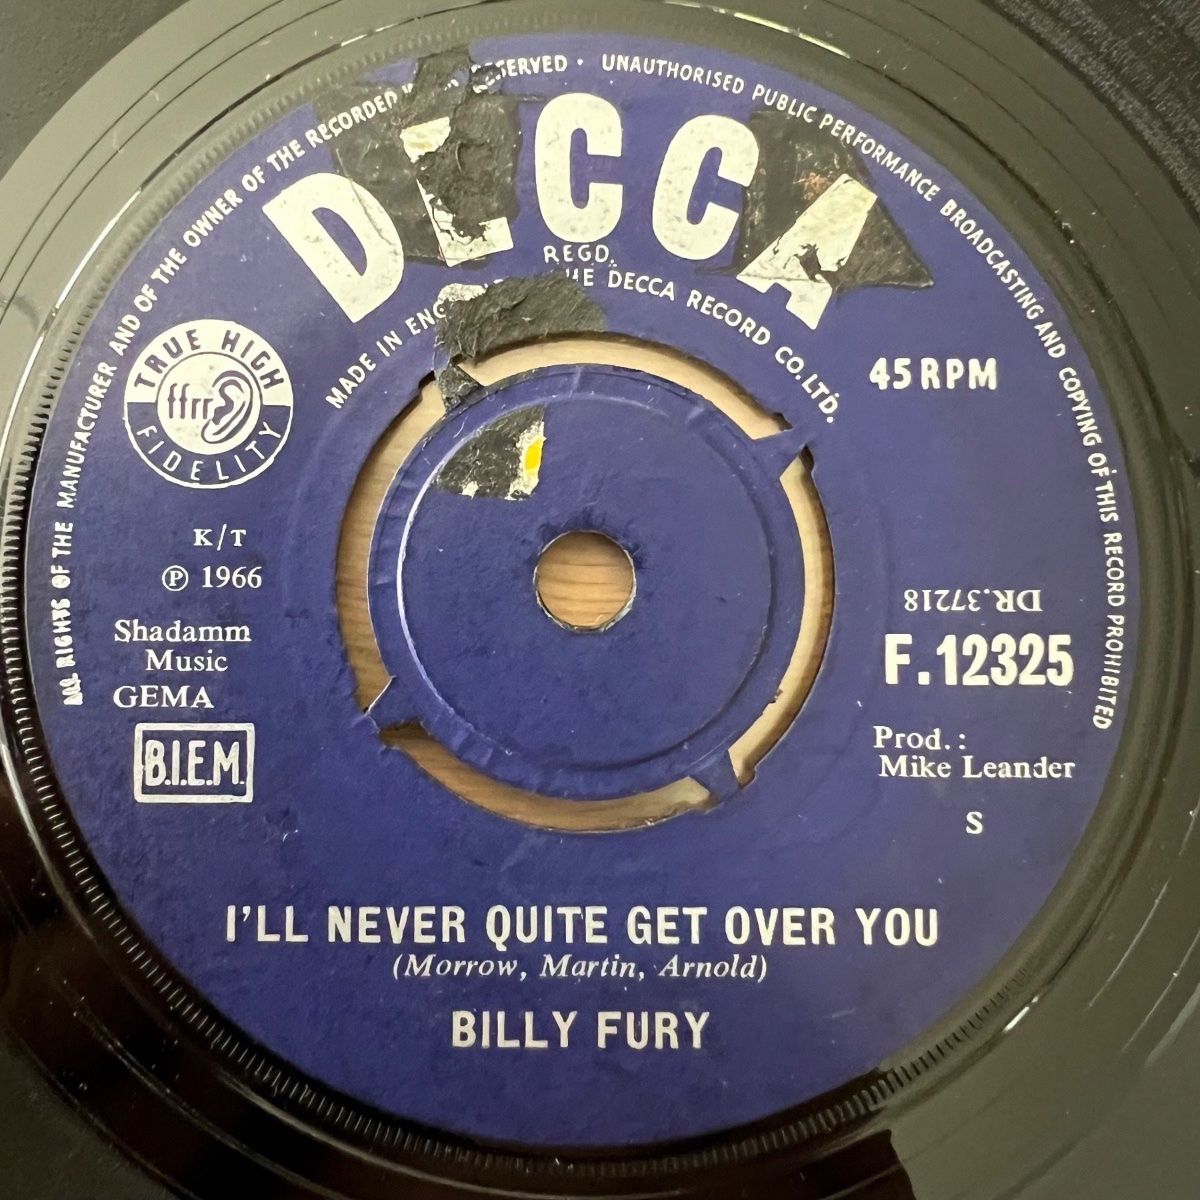 ALL RIGHTS OF THE MANUFACTURER AND OF THE OWNER OF THE RECORDED RESERVED · UNAUTHORISED PUBLIC PERFORMANCE BROADCASTING AND COPYING OF THIS RECORD PROHIBITED
DECCA
REGD.
MADE IN THE DECCA RECORD CO. LTD.
TRUE HIGH
ffrr
FIDELITY
45 RPM
K/T
℗ 1966
Shadamm
Music
GEMA
B.I.E.M.
DR.37218
F.12325
Prod.:
Mike Leander
S
I'LL NEVER QUITE GET OVER YOU
(Morrow, Martin, Arnold)
BILLY FURY